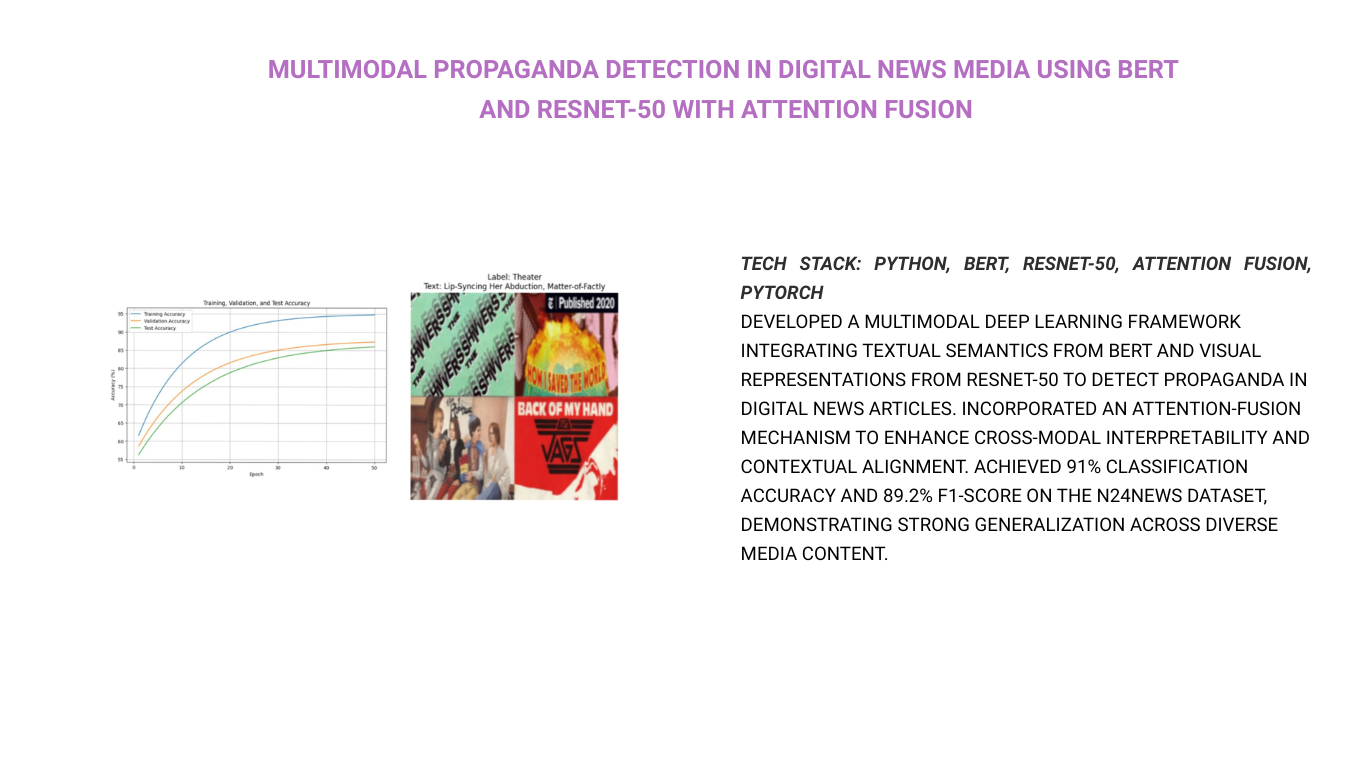 MULTIMODAL PROPAGANDA DETECTION IN DIGITAL NEWS MEDIA USING BERT
AND RESNET-50 WITH ATTENTION FUSION
Training, Validation, and Test Accuracy
Training Accuracy
Validation Accuracy
Test Accuracy
Accuracy (%)
95
90
85
80
75
70
65
60
55
0 10 20 30 40 50
Epoch
Label: Theater
Text: Lip-Syncing Her Abduction, Matter-of-Factly
Published 2020
THE
HOW I SAVED THE WORLD
BACK OF MY HAND
JAGS
TECH STACK: PYTHON, BERT, RESNET-50, ATTENTION FUSION,
PYTORCH
DEVELOPED A MULTIMODAL DEEP LEARNING FRAMEWORK
INTEGRATING TEXTUAL SEMANTICS FROM BERT AND VISUAL
REPRESENTATIONS FROM RESNET-50 TO DETECT PROPAGANDA IN
DIGITAL NEWS ARTICLES. INCORPORATED AN ATTENTION-FUSION
MECHANISM TO ENHANCE CROSS-MODAL INTERPRETABILITY AND
CONTEXTUAL ALIGNMENT. ACHIEVED 91% CLASSIFICATION
ACCURACY AND 89.2% F1-SCORE ON THE N24NEWS DATASET,
DEMONSTRATING STRONG GENERALIZATION ACROSS DIVERSE
MEDIA CONTENT.